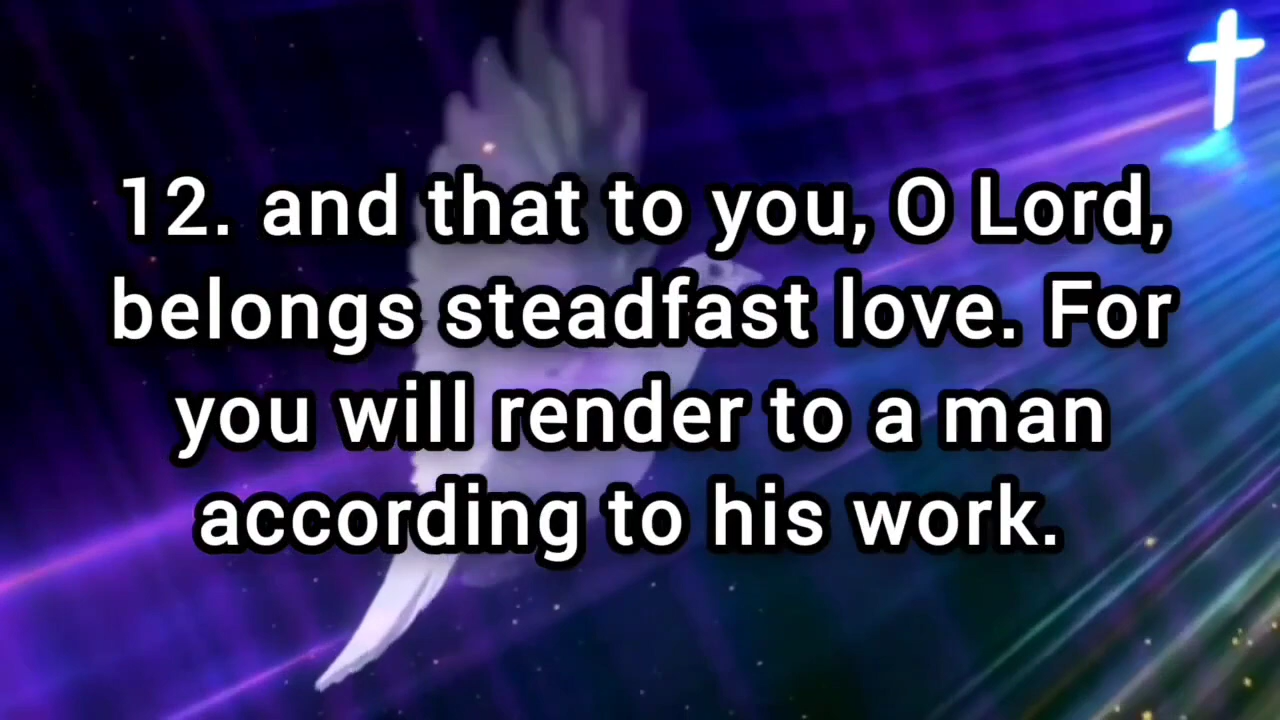 12. and that to you, O Lord,
belongs steadfast love. For
you will render to a man
according to his work.